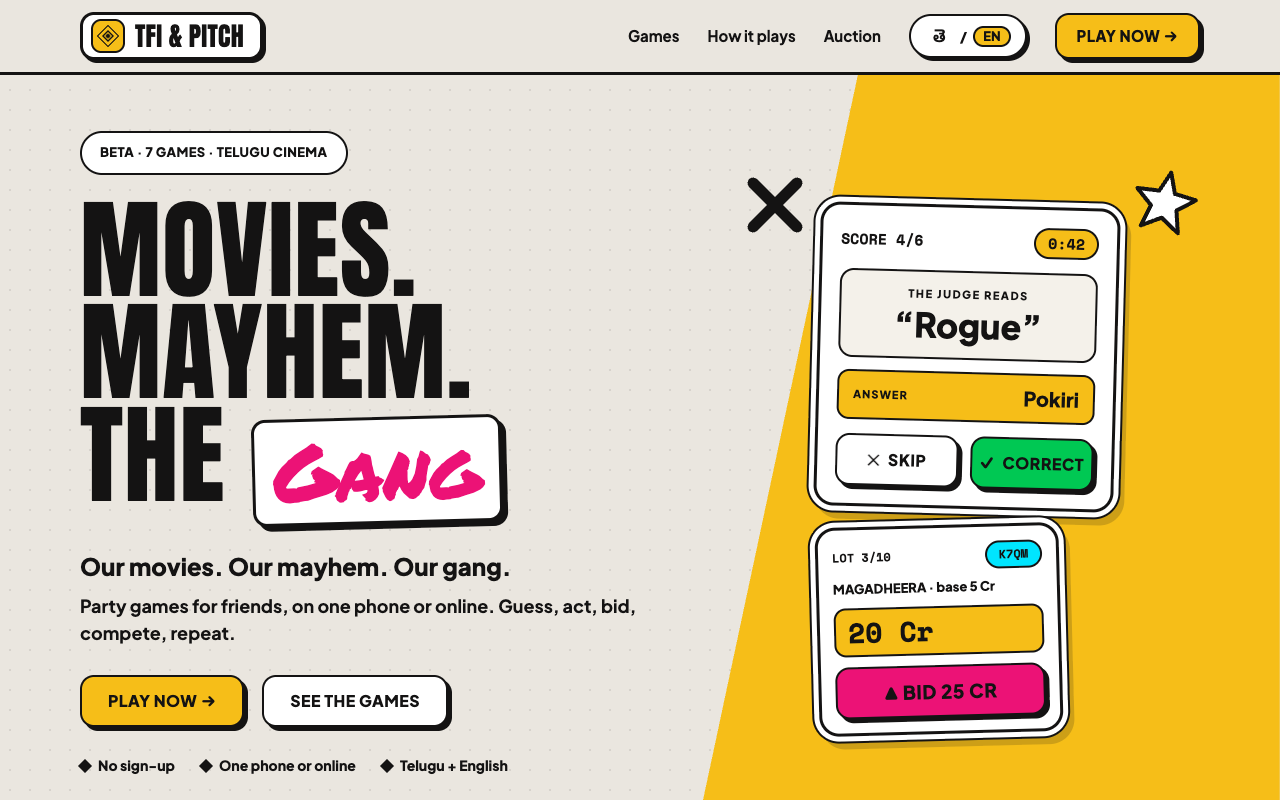 TFI & PITCH
Games
How it plays
Auction
తె / EN
PLAY NOW →
BETA · 7 GAMES · TELUGU CINEMA
MOVIES.
MAYHEM.
THE GANG
Our movies. Our mayhem. Our gang.
Party games for friends, on one phone or online. Guess, act, bid,
compete, repeat.
PLAY NOW →
SEE THE GAMES
No sign-up
One phone or online
Telugu + English
SCORE 4/6
0:42
THE JUDGE READS
“Rogue”
ANSWER
Pokiri
SKIP
CORRECT
LOT 3/10
K7QM
MAGADHEERA · base 5 Cr
20 Cr
▲ BID 25 CR